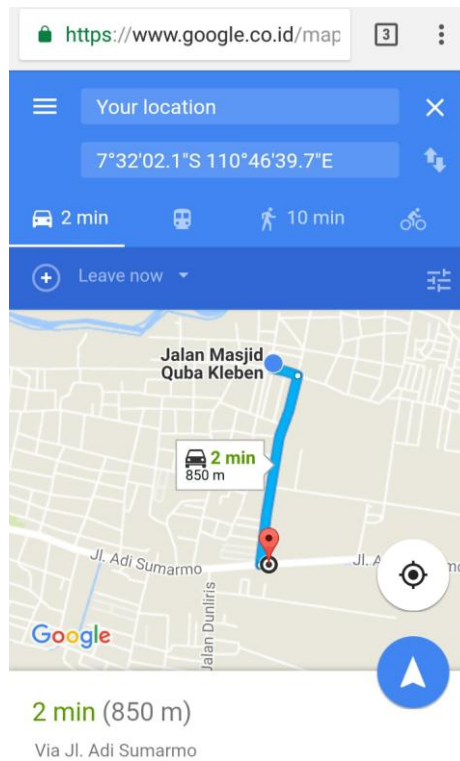 https://www.google.co.id/map
3
Your location
7°32'02.1"S 110°46'39.7"E
2 min
10 min
Leave now
Jalan Masjid
Quba Kleben
2 min
850 m
Jl. Adi Sumarmo
Jl. A
Jalan Dunliris
Google
2 min (850 m)
Via Jl. Adi Sumarmo